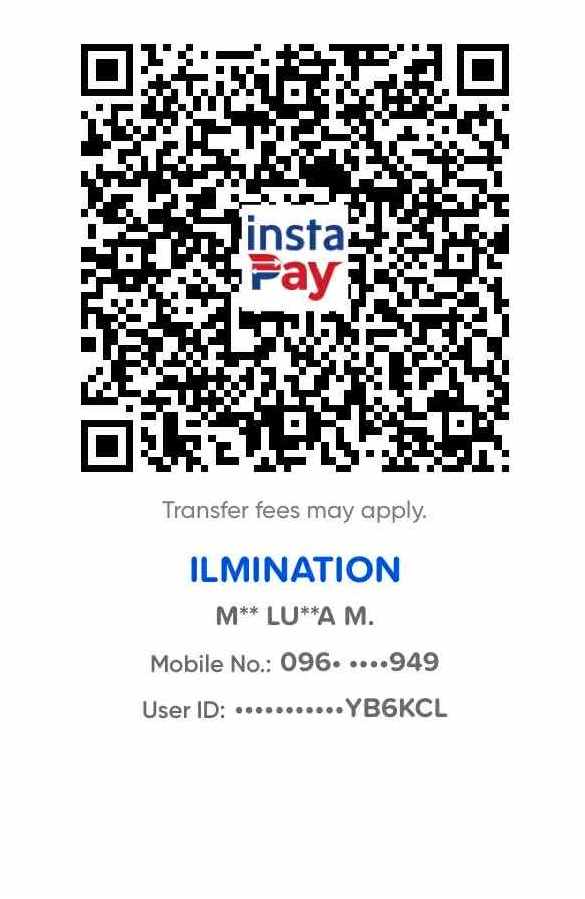 insta
Pay
Transfer fees may apply.
ILMINATION
M** LU**A M.
Mobile No.: 096• ••••949
User ID: •••••••••••YB6KCL